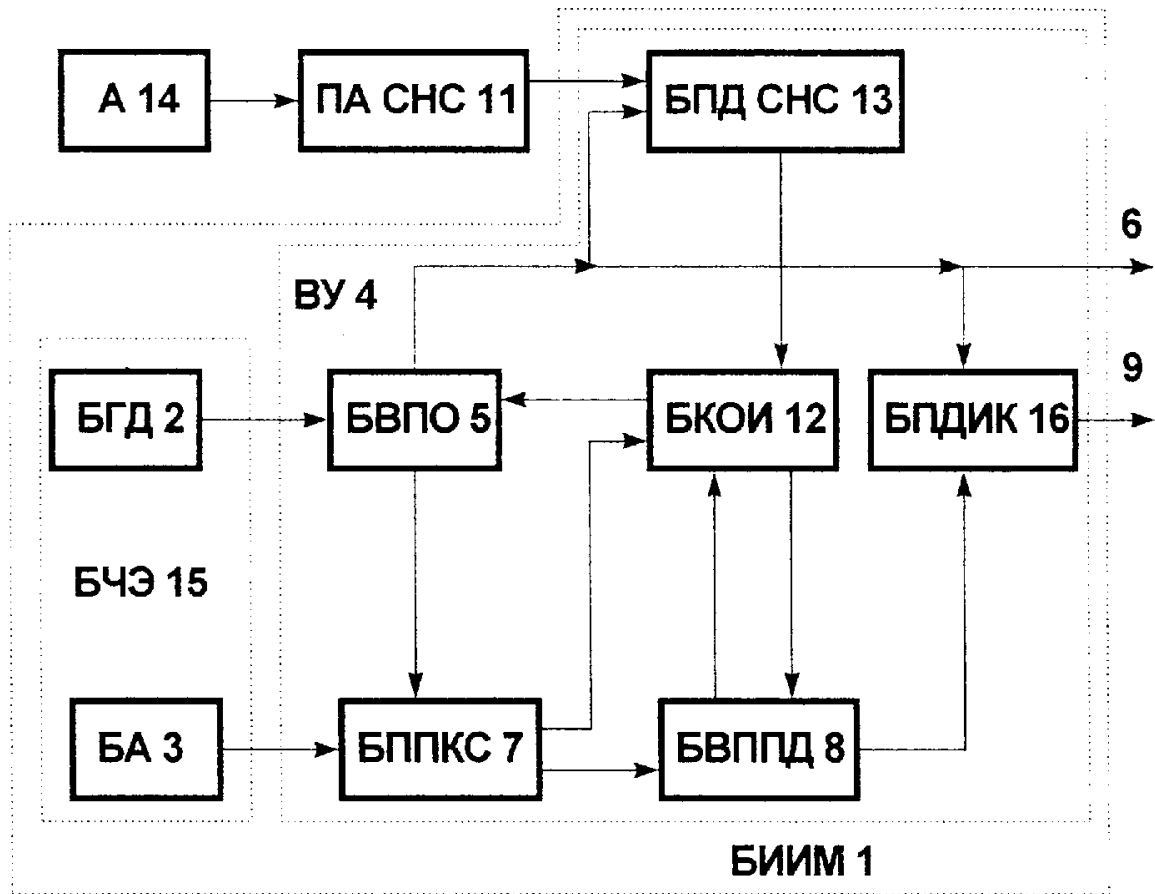 А 14
ПА СНС 11
БПД СНС 13
6
ВУ 4
9
БГД 2
БВПО 5
БКОИ 12
БПДИК 16
БЧЭ 15
БА 3
БППКС 7
БВППД 8
БИИМ 1